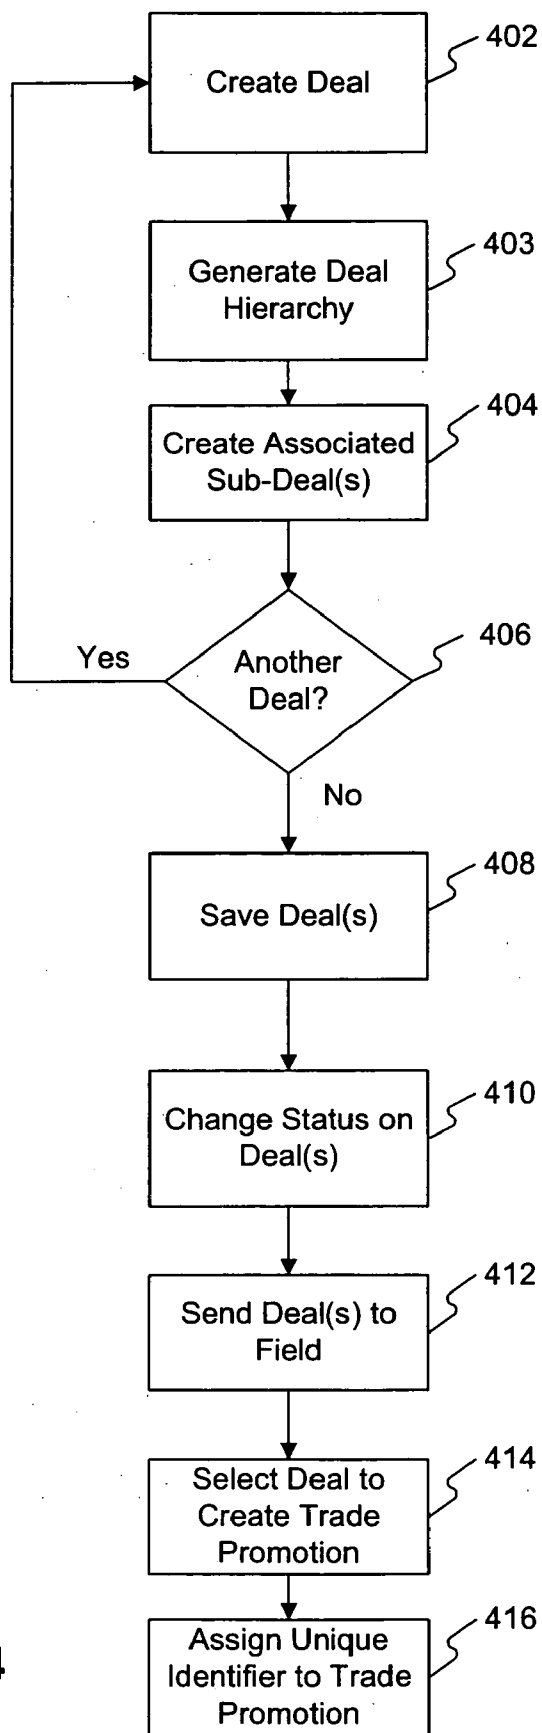 402
Create Deal
403
Generate Deal
Hierarchy
404
Create Associated
Sub-Deal(s)
406
Yes
Another
Deal?
No
408
Save Deal(s)
410
Change Status on
Deal(s)
412
Send Deal(s) to
Field
414
Select Deal to
Create Trade
Promotion
416
Assign Unique
Identifier to Trade
Promotion